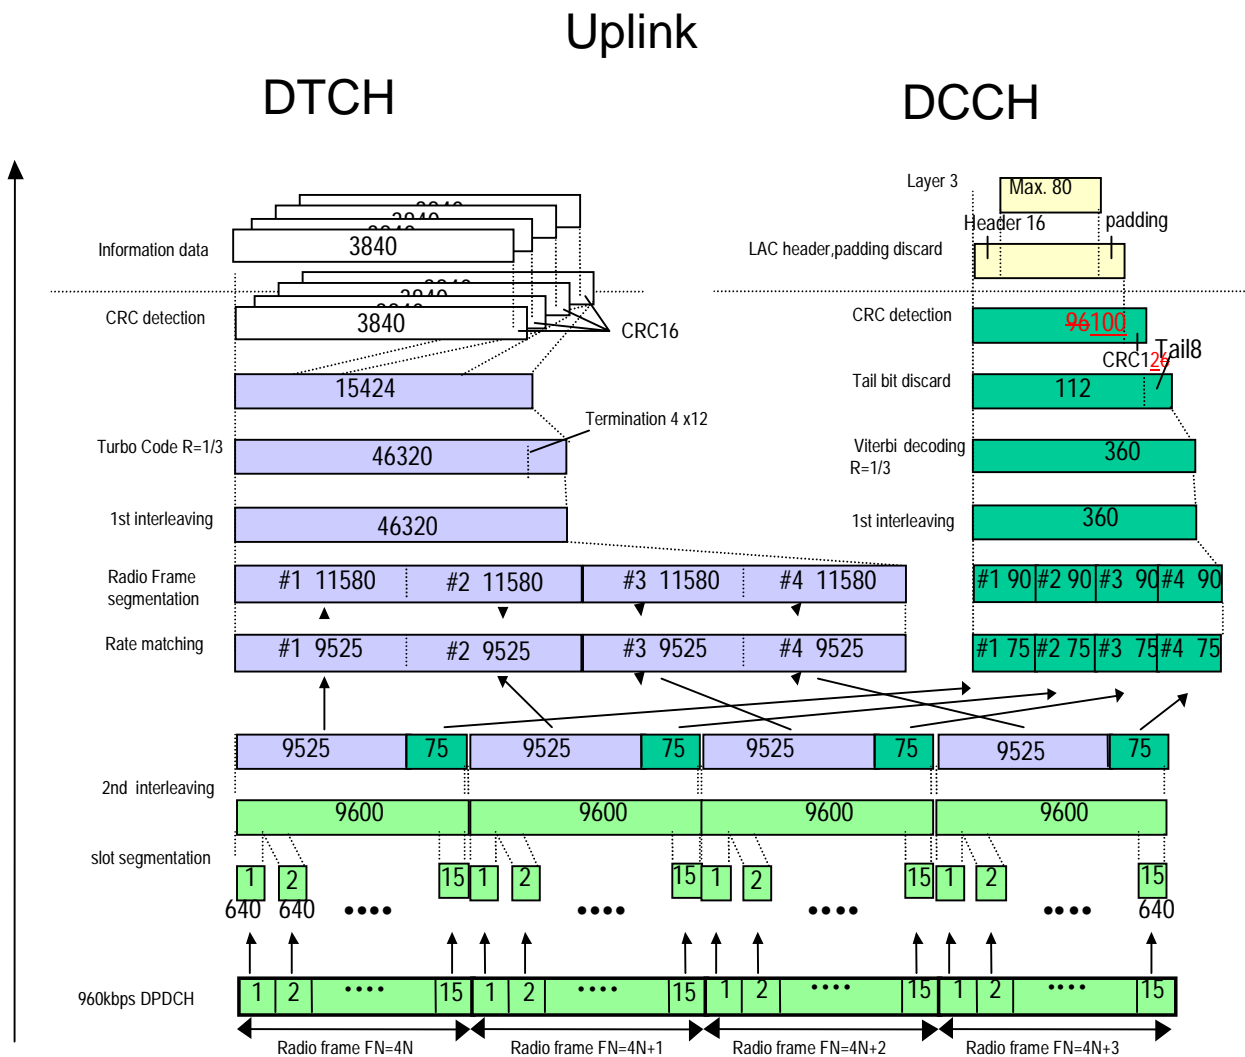 Uplink
DTCH
DCCH
Layer 3
Max. 80
Header 16
padding
Information data
3840
3840
3840
3840
LAC header,padding discard
CRC detection
3840
3840
3840
3840
CRC16
CRC detection
96100
CRC126
Tail8
15424
Tail bit discard
112
Termination 4 x12
Turbo Code R=1/3
46320
Viterbi decoding
R=1/3
360
1st interleaving
46320
1st interleaving
360
Radio Frame
segmentation
#1 11580
#2 11580
#3 11580
#4 11580
#1 90
#2 90
#3 90
#4 90
Rate matching
#1 9525
#2 9525
#3 9525
#4 9525
#1 75
#2 75
#3 75
#4 75
9525
75
9525
75
9525
75
9525
75
2nd interleaving
9600
9600
9600
9600
slot segmentation
1
2
15
1
2
15
1
2
15
1
2
15
640
640
••••
••••
••••
••••
640
960kbps DPDCH
1
2
••••
15
1
2
••••
15
1
2
••••
15
1
2
••••
15
Radio frame FN=4N
Radio frame FN=4N+1
Radio frame FN=4N+2
Radio frame FN=4N+3